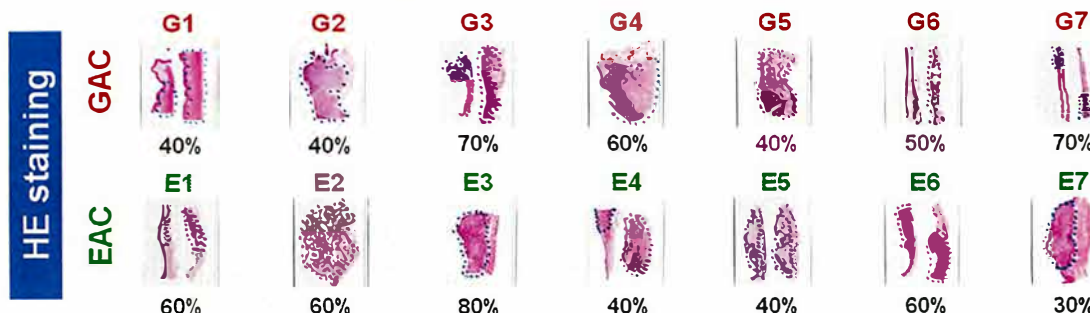 HE staining
GAC
G1 G2 G3 G4 G5 G6 G7
40% 40% 70% 60% 40% 50% 70%
EAC
E1 E2 E3 E4 E5 E6 E7
60% 60% 80% 40% 40% 60% 30%